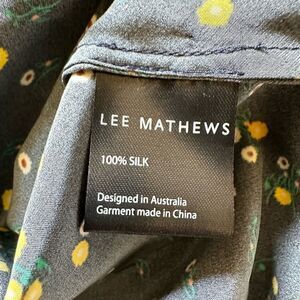 LEE MATHEWS
100% SILK
Designed in Australia
Garment made in China